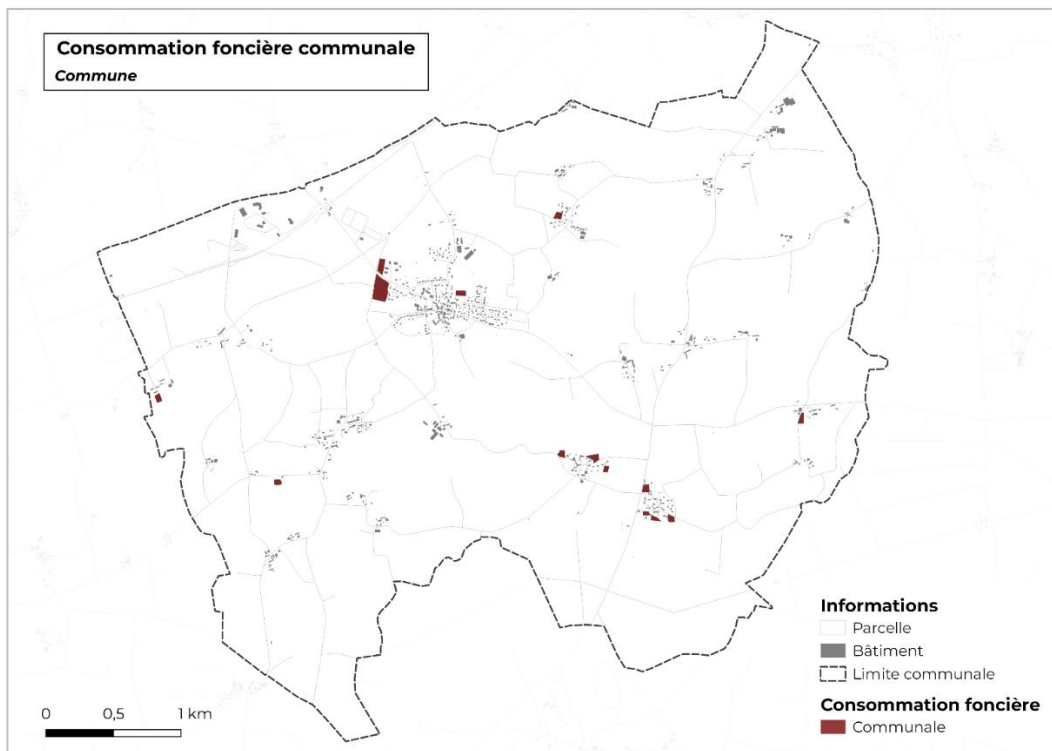 Consommation foncière communale
Commune
Informations
Parcelle
Bâtiment
Limite communale
Consommation foncière
Communale
0 0,5 1 km